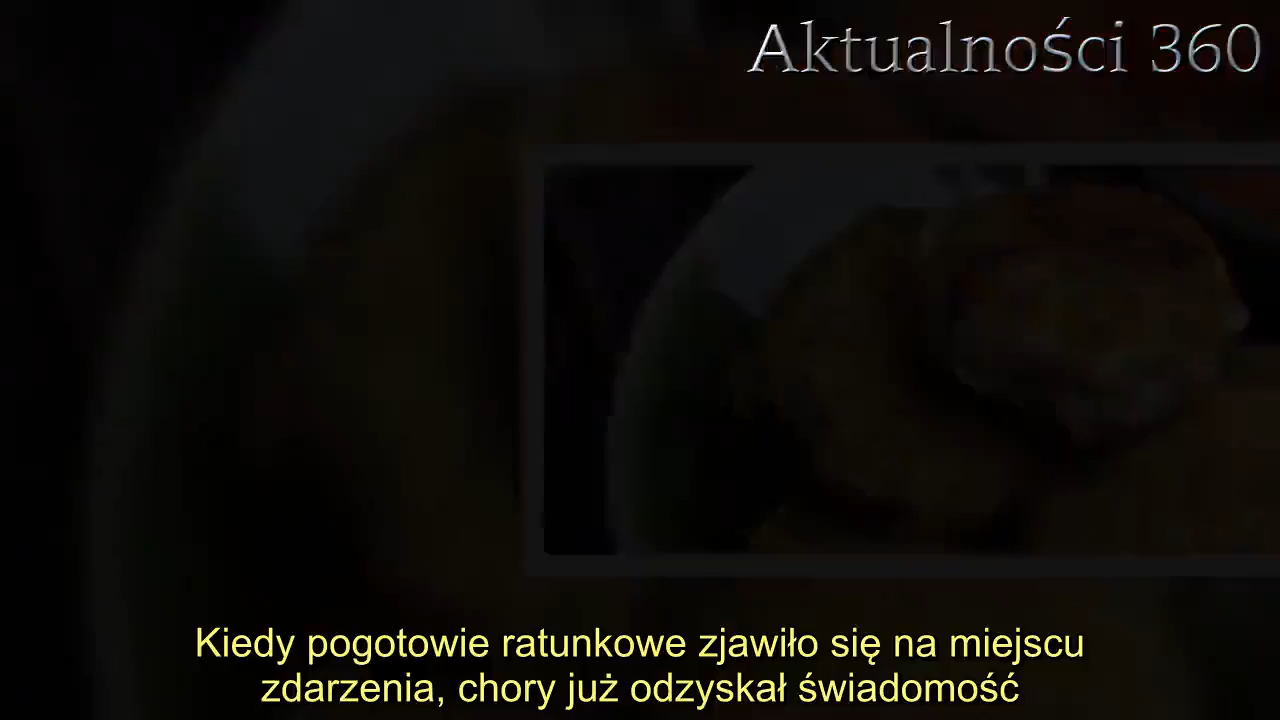 Aktualności 360
Kiedy pogotowie ratunkowe zjawiło się na miejscu
zdarzenia, chory już odzyskał świadomość